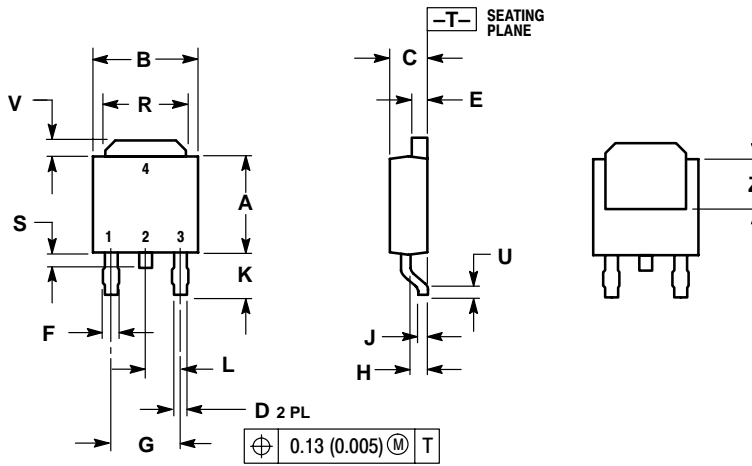 –T–
SEATING
PLANE
B
C
V
R
E
4
Z
A
S
1 2 3
U
K
F
J
L
H
D 2 PL
G
⌖ 0.13 (0.005) Ⓜ T